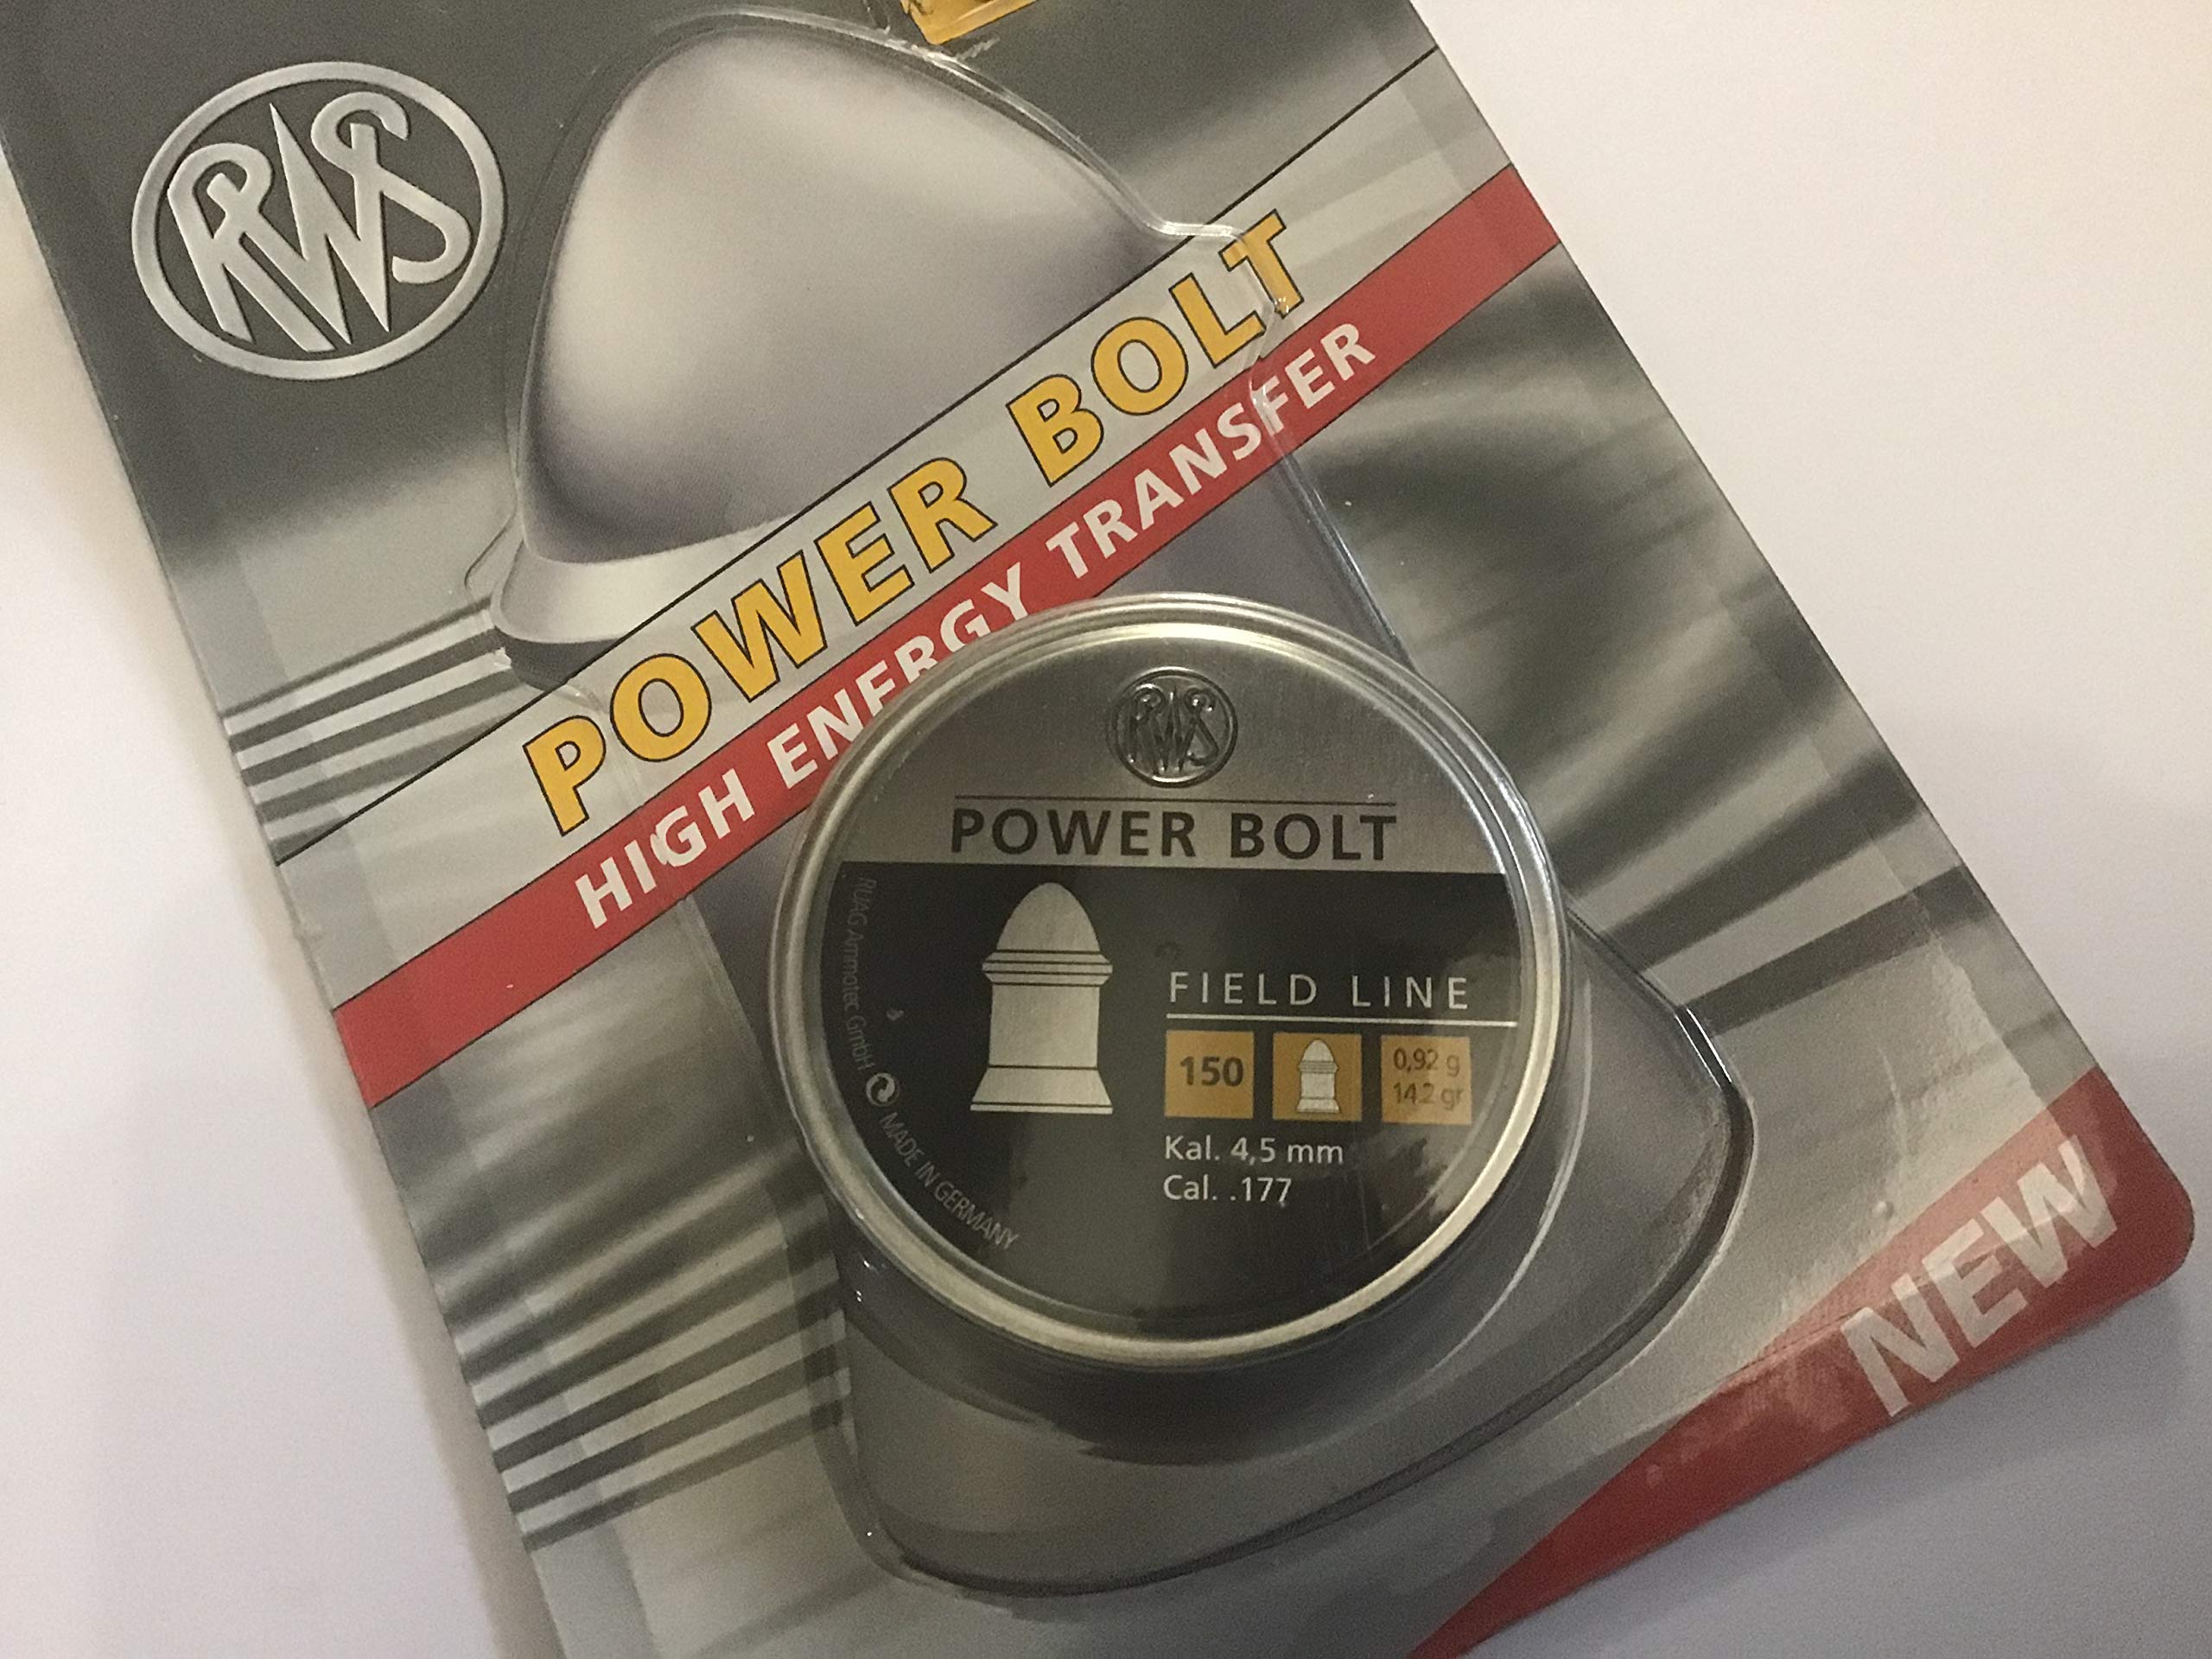 RWS
POWER BOLT
HIGH ENERGY TRANSFER
RWS
POWER BOLT
FIELD LINE
150
0,92 g
14.2 gr
Kal. 4,5 mm
Cal. .177
RUAG Ammotec GmbH MADE IN GERMANY
NEW